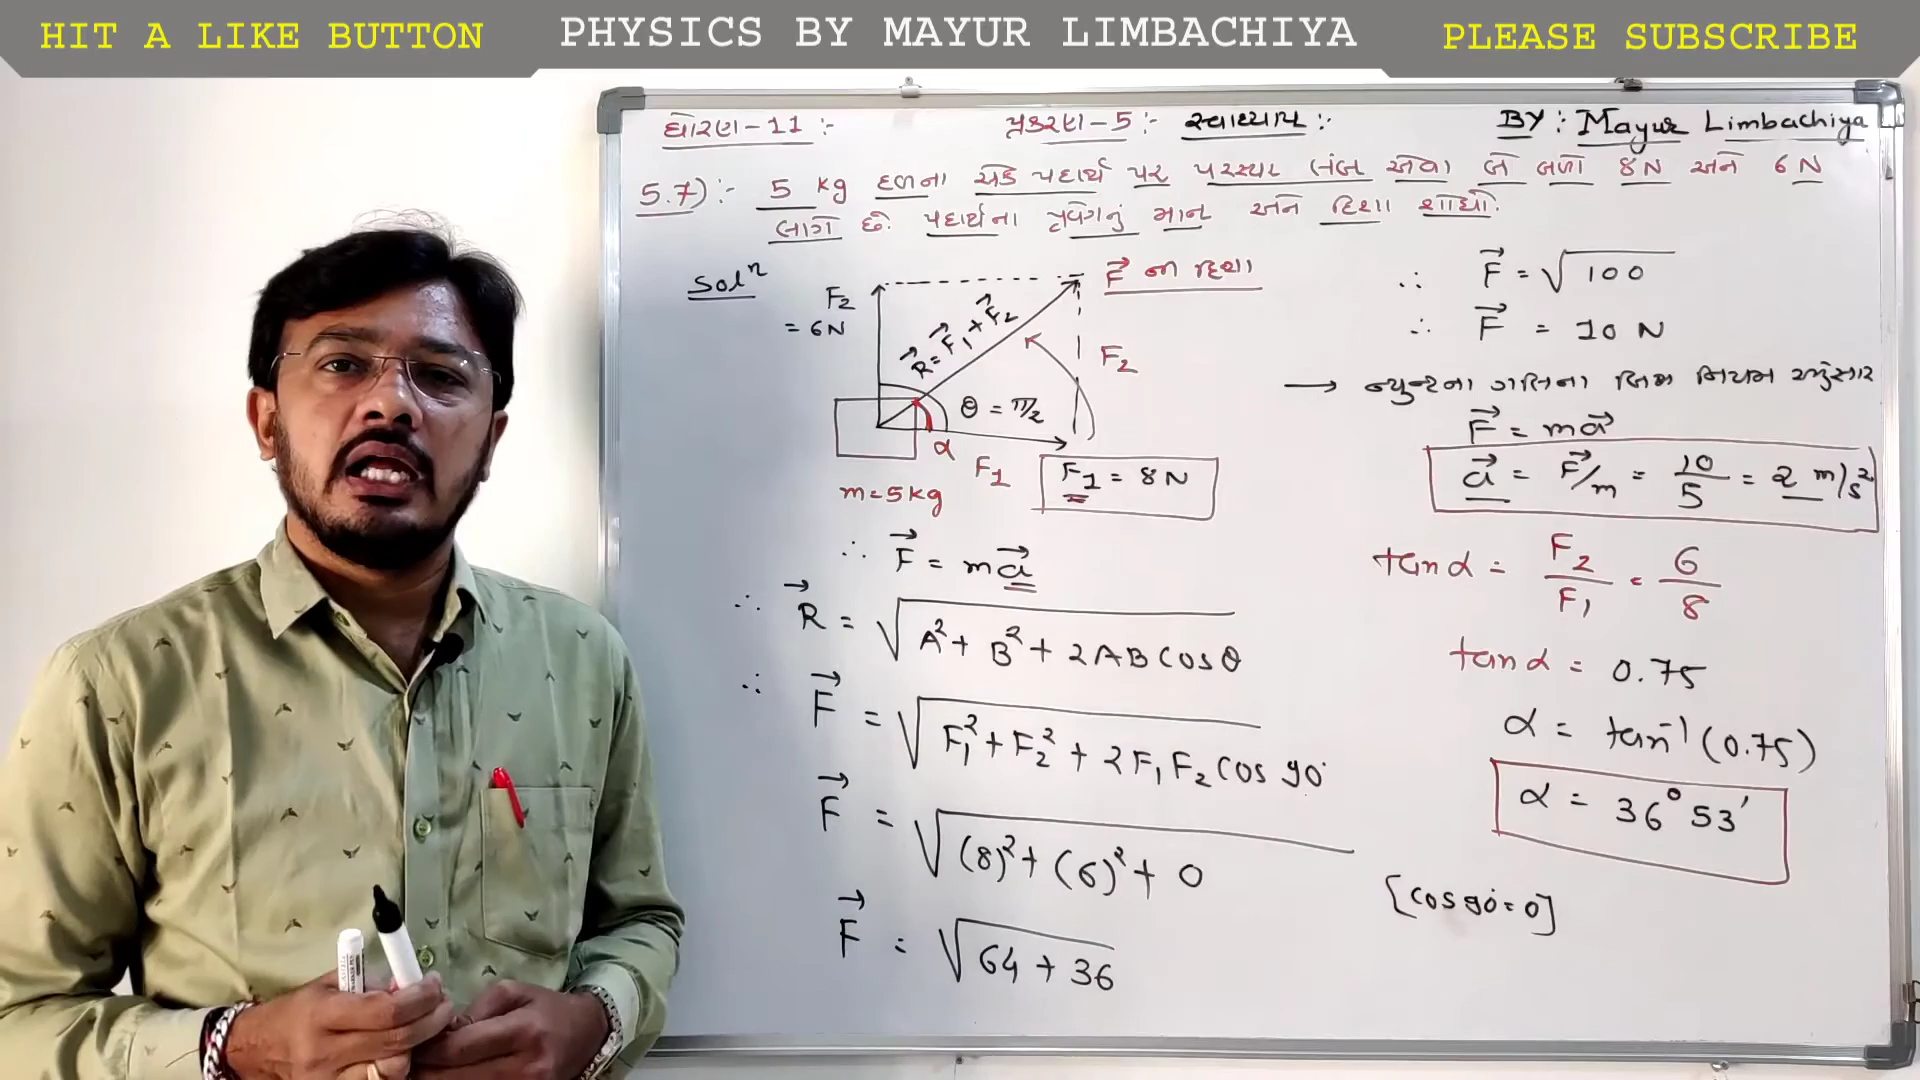 HIT A LIKE BUTTON
PHYSICS BY MAYUR LIMBACHIYA
PLEASE SUBSCRIBE
ધોરણ-11 :-
પ્રકરણ-5 :- સ્વાધ્યાય :-
BY : Mayur Limbachiya
5.7) :- 5 kg દળના એક પદાર્થ પર પરસ્પર લંબ એવા બે બળો 8N અને 6N
લાગે છે. પદાર્થના પ્રવેગનું માન અને દિશા શોધો.
Solⁿ
F₂
= 6N
R⃗ = F⃗₁ + F⃗₂
F⃗ ની દિશા
F₂
θ = π/2
α
F₁
F₁ = 8N
m = 5 kg
∴ F⃗ = ma⃗
∴ R⃗ = √(A² + B² + 2AB cos θ)
∴ F⃗ = √(F₁² + F₂² + 2F₁F₂ cos 90°)
F⃗ = √((8)² + (6)² + 0)
F⃗ = √(64 + 36)
∴ F⃗ = √100
∴ F⃗ = 10 N
→ ન્યુટનના ગતિના બીજા નિયમ અનુસાર
F⃗ = ma⃗
a⃗ = F⃗/m = 10/5 = 2 m/s²
tan α = F₂/F₁ = 6/8
tan α = 0.75
α = tan⁻¹(0.75)
α = 36° 53′
[cos 90° = 0]